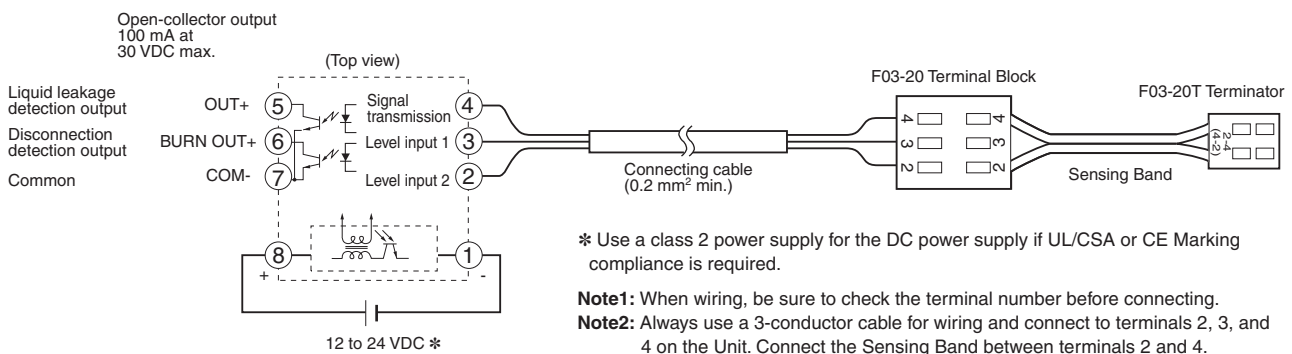 Open-collector output
100 mA at
30 VDC max.
(Top view)
Liquid leakage
detection output
OUT+
5
Signal
transmission
4
Disconnection
detection output
BURN OUT+
6
Level input 1
3
Common
COM-
7
Level input 2
2
8
1
+
-
12 to 24 VDC ✻
Connecting cable
(0.2 mm² min.)
F03-20 Terminal Block
4
3
2
4
3
2
Sensing Band
F03-20T Terminator
2-4
(4-2)
✻ Use a class 2 power supply for the DC power supply if UL/CSA or CE Marking
compliance is required.
Note1: When wiring, be sure to check the terminal number before connecting.
Note2: Always use a 3-conductor cable for wiring and connect to terminals 2, 3, and
4 on the Unit. Connect the Sensing Band between terminals 2 and 4.